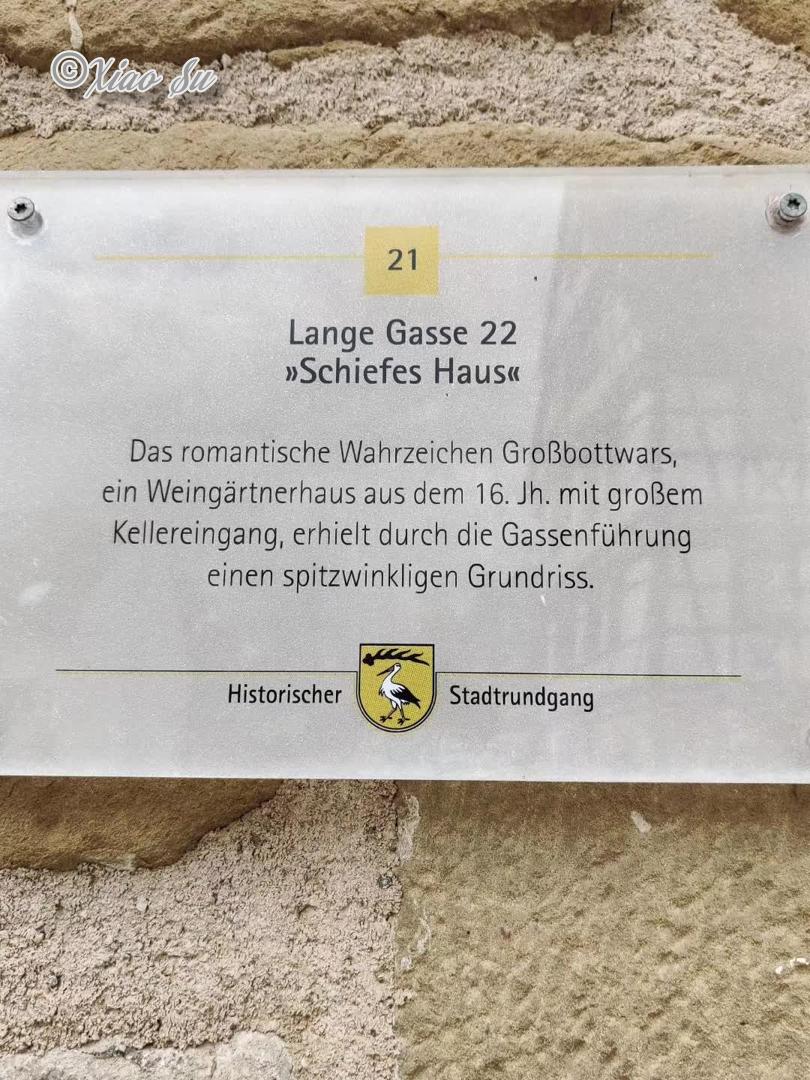 ©Xiao Su
21
Lange Gasse 22
»Schiefes Haus«
Das romantische Wahrzeichen Großbottwars,
ein Weingärtnerhaus aus dem 16. Jh. mit großem
Kellereingang, erhielt durch die Gassenführung
einen spitzwinkligen Grundriss.
Historischer Stadtrundgang